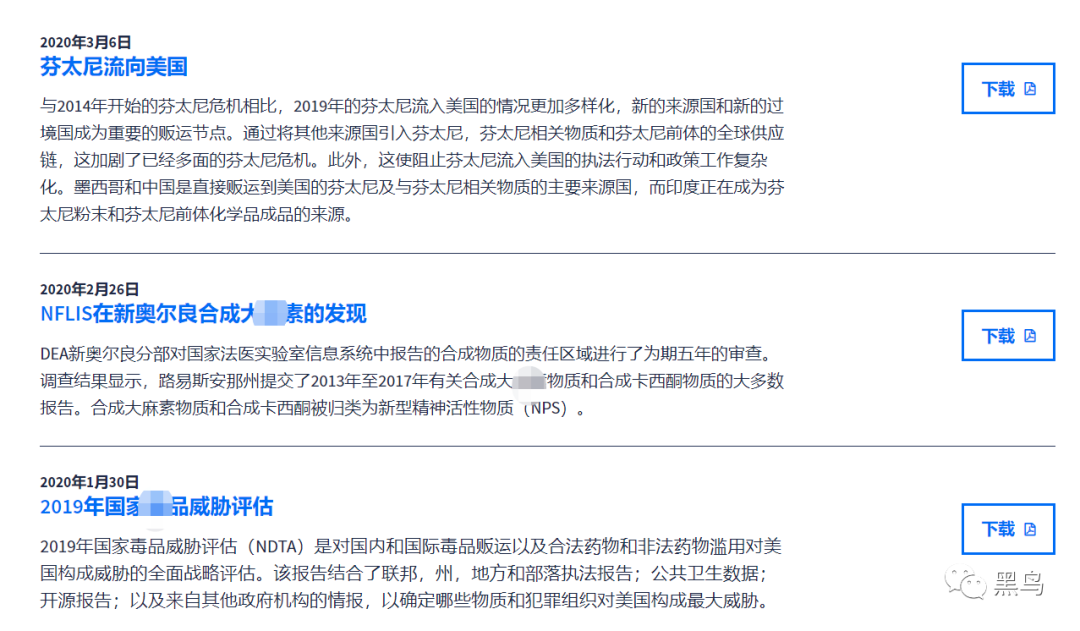 2020年3月6日
芬太尼流向美国
下载
与2014年开始的芬太尼危机相比，2019年的芬太尼流入美国的情况更加多样化，新的来源国和新的过
境国成为重要的贩运节点。通过将其他来源国引入芬太尼，芬太尼相关物质和芬太尼前体的全球供应
链，这加剧了已经多面的芬太尼危机。此外，这使阻止芬太尼流入美国的执法行动和政策工作复杂
化。墨西哥和中国是直接贩运到美国的芬太尼及与芬太尼相关物质的主要来源国，而印度正在成为芬
太尼粉末和芬太尼前体化学品成品的来源。
2020年2月26日
NFLIS在新奥尔良合成大素的发现
下载
DEA新奥尔良分部对国家法医实验室信息系统中报告的合成物质的责任区域进行了为期五年的审查。
调查结果显示，路易斯安那州提交了2013年至2017年有关合成大物质和合成卡西酮物质的大多数
报告。合成大麻素物质和合成卡西酮被归类为新型精神活性物质（NPS）。
2020年1月30日
2019年国家品威胁评估
下载
2019年国家毒品威胁评估（NDTA）是对国内和国际毒品贩运以及合法药物和非法药物滥用对美
国构成威胁的全面战略评估。该报告结合了联邦，州，地方和部落执法报告；公共卫生数据；
开源报告；以及来自其他政府机构的情报，以确定哪些物质和犯罪组织对美国构成最大威胁。
黑鸟